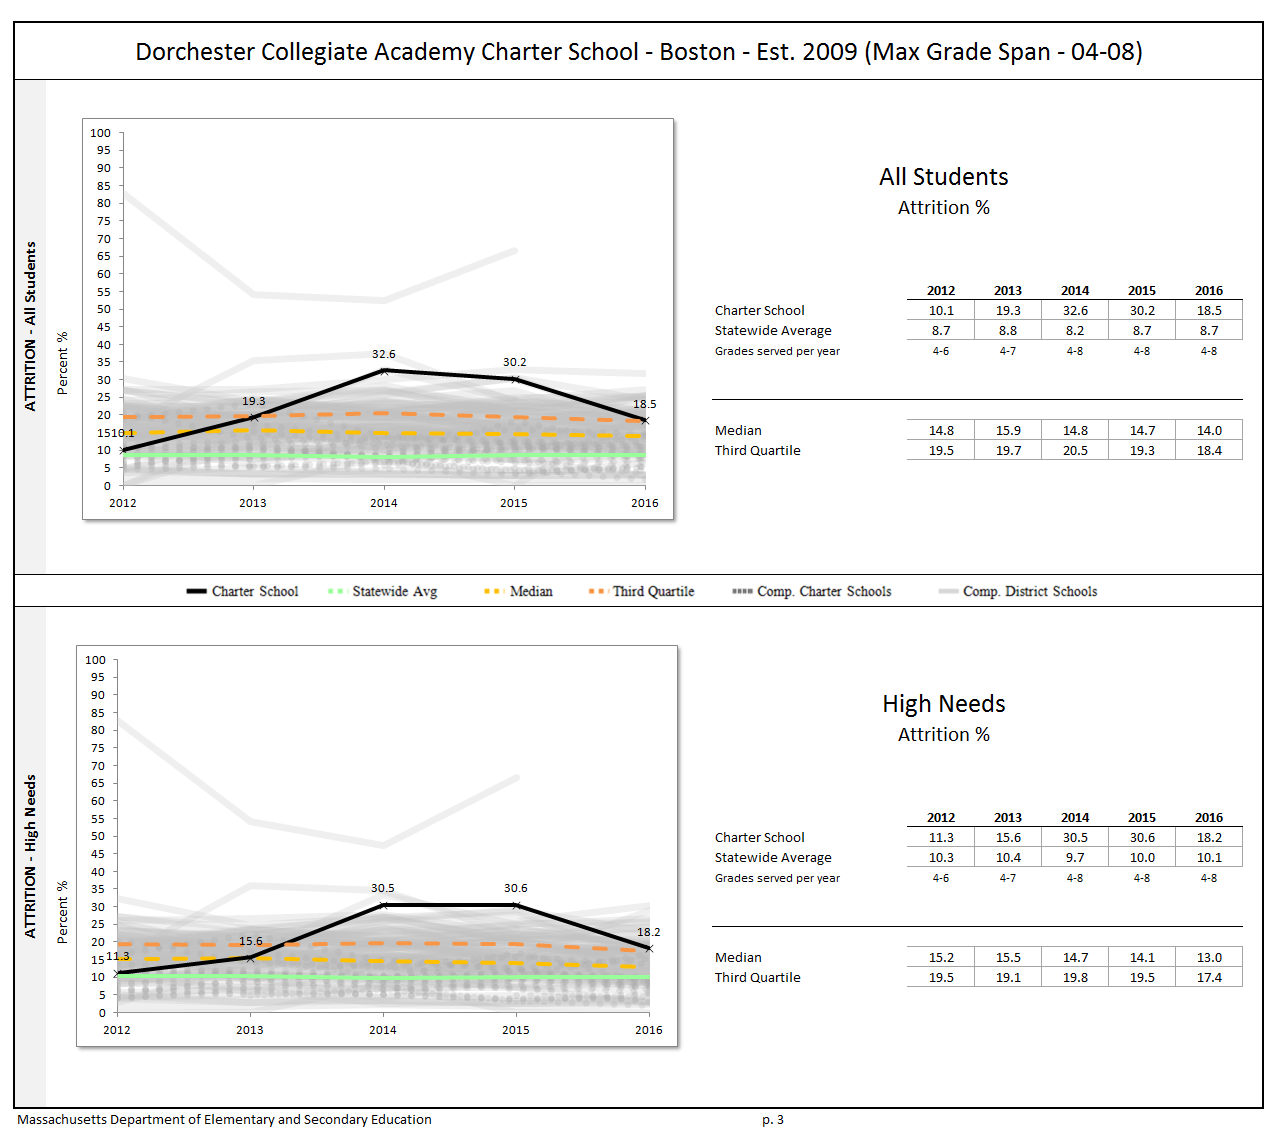 Dorchester Collegiate Academy Charter School - Boston - Est. 2009 (Max Grade Span - 04-08)
ATTRITION - All Students
Percent %
100
95
90
85
80
75
70
65
60
55
50
45
40
35
30
25
20
15
10
5
0
10.1
19.3
32.6
30.2
18.5
2012 2013 2014 2015 2016
All Students
Attrition %
2012 2013 2014 2015 2016
Charter School 10.1 19.3 32.6 30.2 18.5
Statewide Average 8.7 8.8 8.2 8.7 8.7
Grades served per year 4-6 4-7 4-8 4-8 4-8
Median 14.8 15.9 14.8 14.7 14.0
Third Quartile 19.5 19.7 20.5 19.3 18.4
Charter School Statewide Avg Median Third Quartile Comp. Charter Schools Comp. District Schools
ATTRITION - High Needs
Percent %
100
95
90
85
80
75
70
65
60
55
50
45
40
35
30
25
20
15
10
5
0
11.3
15.6
30.5
30.6
18.2
2012 2013 2014 2015 2016
High Needs
Attrition %
2012 2013 2014 2015 2016
Charter School 11.3 15.6 30.5 30.6 18.2
Statewide Average 10.3 10.4 9.7 10.0 10.1
Grades served per year 4-6 4-7 4-8 4-8 4-8
Median 15.2 15.5 14.7 14.1 13.0
Third Quartile 19.5 19.1 19.8 19.5 17.4
Massachusetts Department of Elementary and Secondary Education p. 3